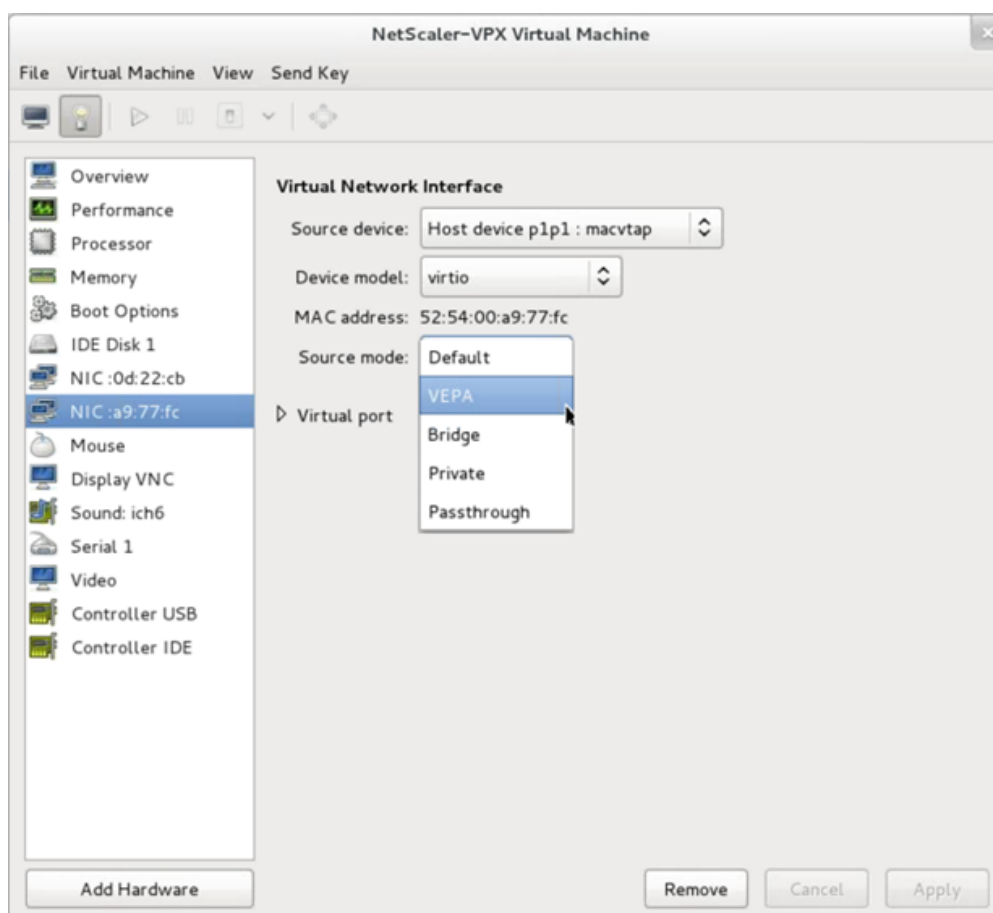 NetScaler-VPX Virtual Machine
File Virtual Machine View Send Key
Overview
Performance
Processor
Memory
Boot Options
IDE Disk 1
NIC :0d:22:cb
NIC :a9:77:fc
Mouse
Display VNC
Sound: ich6
Serial 1
Video
Controller USB
Controller IDE
Add Hardware
Virtual Network Interface
Source device: Host device p1p1 : macvtap
Device model: virtio
MAC address: 52:54:00:a9:77:fc
Source mode: Default
VEPA
Virtual port
Bridge
Private
Passthrough
Remove Cancel Apply